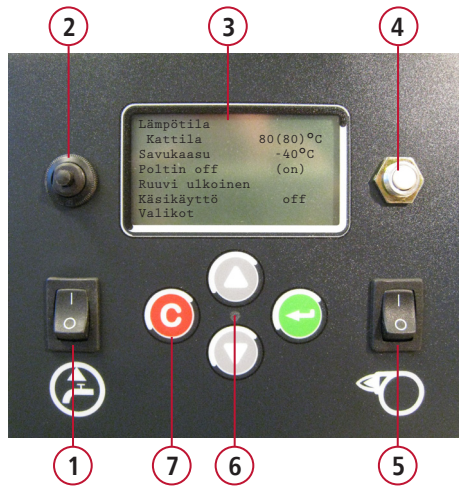 2
3
4
Lämpötila
Kattila 80(80)°C
Savukaasu -40°C
Poltin off (on)
Ruuvi ulkoinen
Käsikäyttö off
Valikot
I
O
C
I
O
1
7
6
5